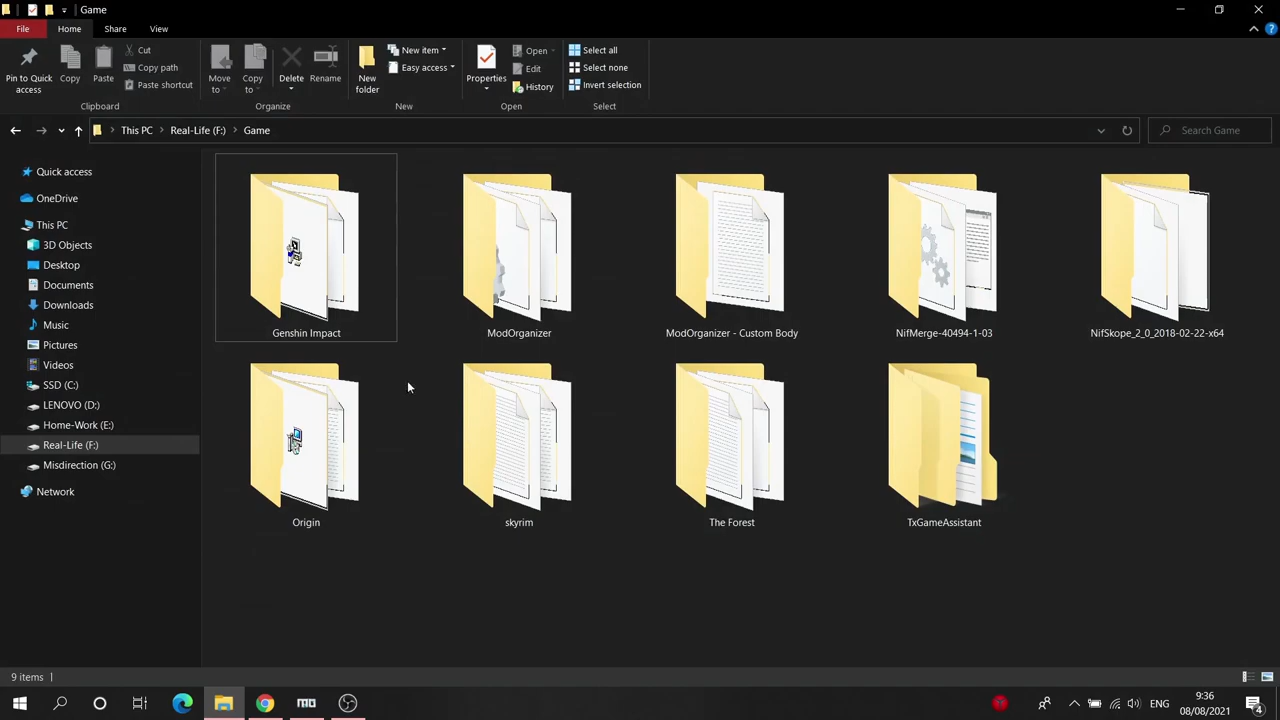 Game
File
Home
Share
View
Pin to Quick access
Copy
Paste
Cut
Copy path
Paste shortcut
Clipboard
Move to
Copy to
Delete
Rename
Organize
New folder
New item
Easy access
New
Properties
Open
Edit
History
Open
Select all
Select none
Invert selection
Select
This PC
Real-Life (F:)
Game
Search Game
Quick access
OneDrive
This PC
3D Objects
Desktop
Documents
Downloads
Music
Pictures
Videos
SSD (C:)
LENOVO (D:)
Home-Work (E:)
Real-Life (F:)
Misdirection (G:)
Network
Genshin Impact
ModOrganizer
ModOrganizer - Custom Body
NifMerge-40494-1-03
NifSkope_2_0_2018-02-22-x64
Origin
skyrim
The Forest
TxGameAssistant
9 items
ENG
9:36
08/08/2021
4